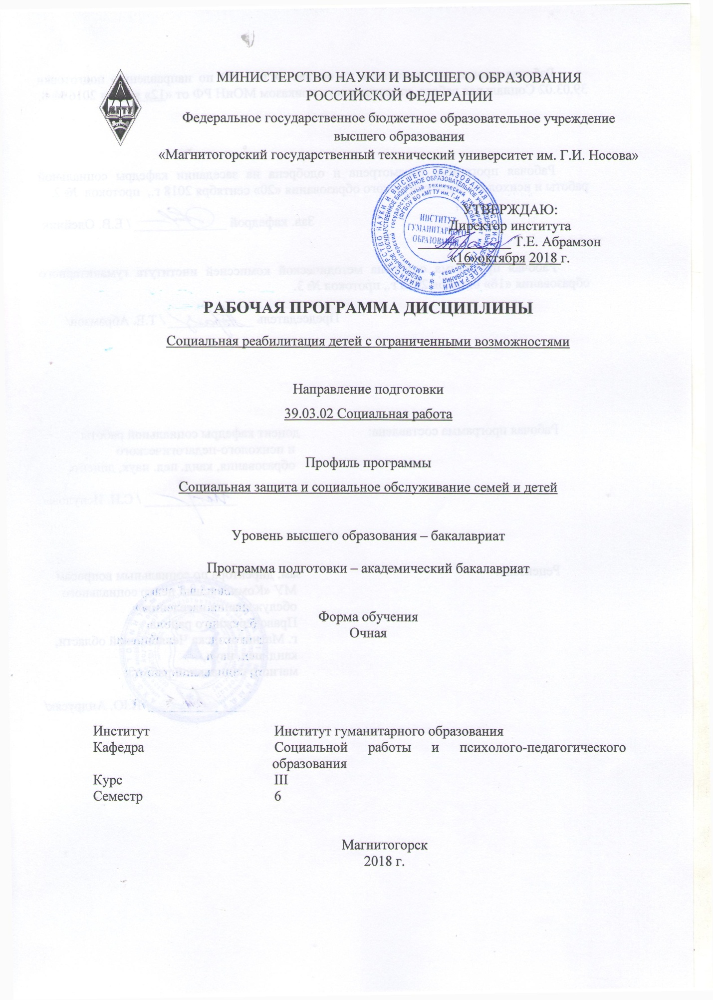 МИНИСТЕРСТВО НАУКИ И ВЫСШЕГО ОБРАЗОВАНИЯ
РОССИЙСКОЙ ФЕДЕРАЦИИ
Федеральное государственное бюджетное образовательное учреждение
высшего образования
«Магнитогорский государственный технический университет им. Г.И. Носова»
МГТУ
ИНСТИТУТ
ГУМАНИТАРНОГО
ОБРАЗОВАНИЯ
УТВЕРЖДАЮ:
Директор института
Т.Е. Абрамзон
«16» октября 2018 г.
РАБОЧАЯ ПРОГРАММА ДИСЦИПЛИНЫ
Социальная реабилитация детей с ограниченными возможностями
Направление подготовки
39.03.02 Социальная работа
Профиль программы
Социальная защита и социальное обслуживание семей и детей
Уровень высшего образования – бакалавриат
Программа подготовки – академический бакалавриат
Форма обучения
Очная
Институт Институт гуманитарного образования
Кафедра Социальной работы и психолого-педагогического
образования
Курс III
Семестр 6
Магнитогорск
2018 г.